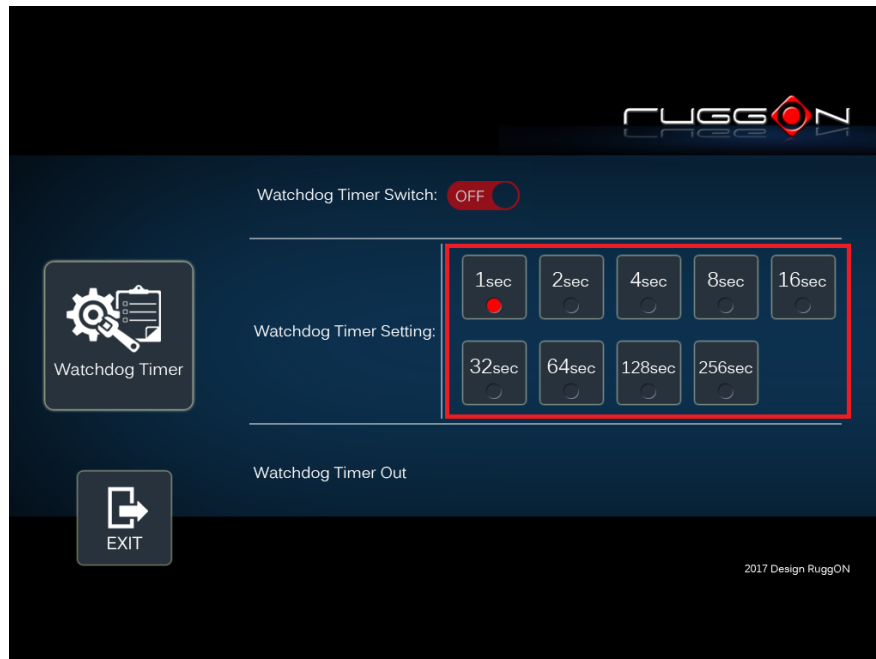 RUGGON
Watchdog Timer Switch: OFF
1sec 2sec 4sec 8sec 16sec
Watchdog Timer Setting:
32sec 64sec 128sec 256sec
Watchdog Timer
Watchdog Timer Out
EXIT
2017 Design RuggON